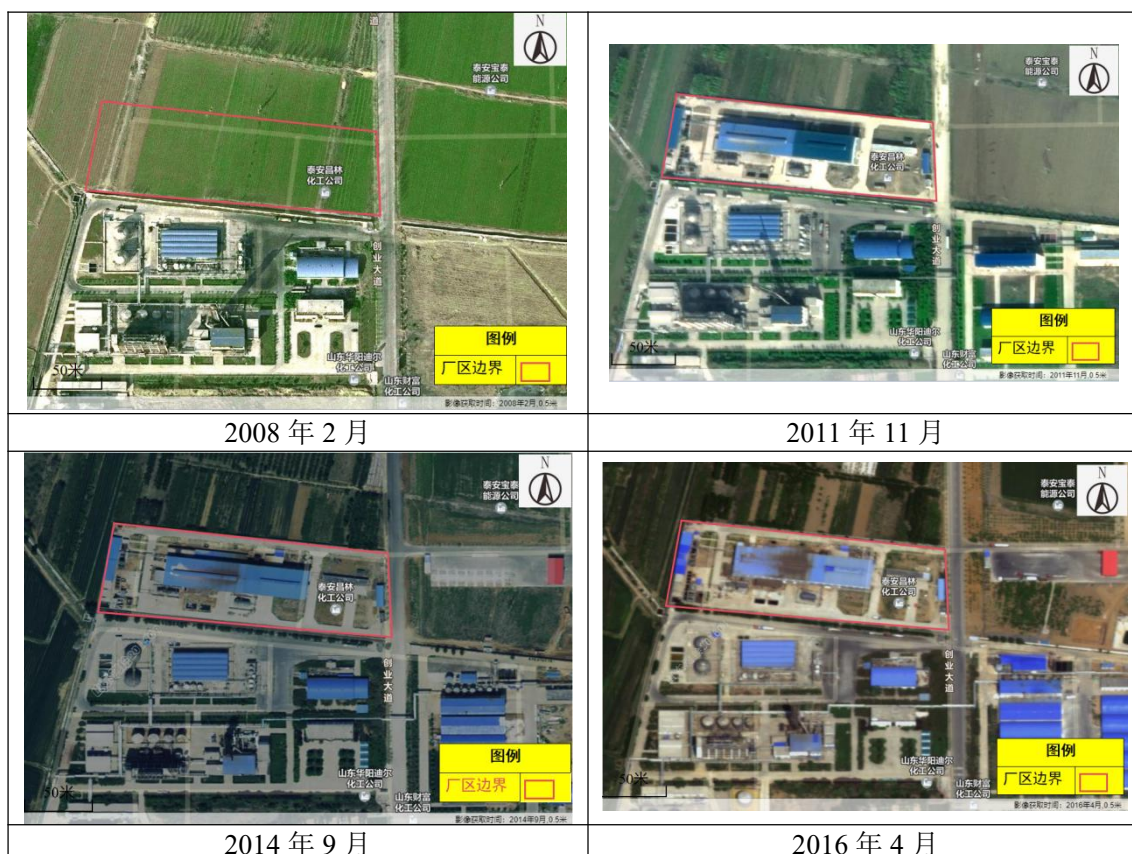 道
N
泰安宝泰
能源公司
泰安昌林
化工公司
创业大道
图例
厂区边界
50米
山东华阳迪尔
化工公司
山东财富
化工公司
影像获取时间：2008年2月,0.5米
N
泰安宝泰
能源公司
泰安昌林
化工公司
创业大道
图例
厂区边界
50米
山东华阳迪尔
化工公司
山东财富
化工公司
影像获取时间：2011年11月,0.5米
2008 年 2 月
2011 年 11 月
N
泰安宝泰
能源公司
泰安昌林
化工公司
创业大道
图例
厂区边界
50米
山东华阳迪尔
化工公司
山东财富
化工公司
影像获取时间：2014年9月,0.5米
N
泰安宝泰
能源公司
泰安昌林
化工公司
创业大道
图例
厂区边界
50米
山东华阳迪尔
化工公司
山东财富
化工公司
影像获取时间：2016年4月,0.5米
2014 年 9 月
2016 年 4 月